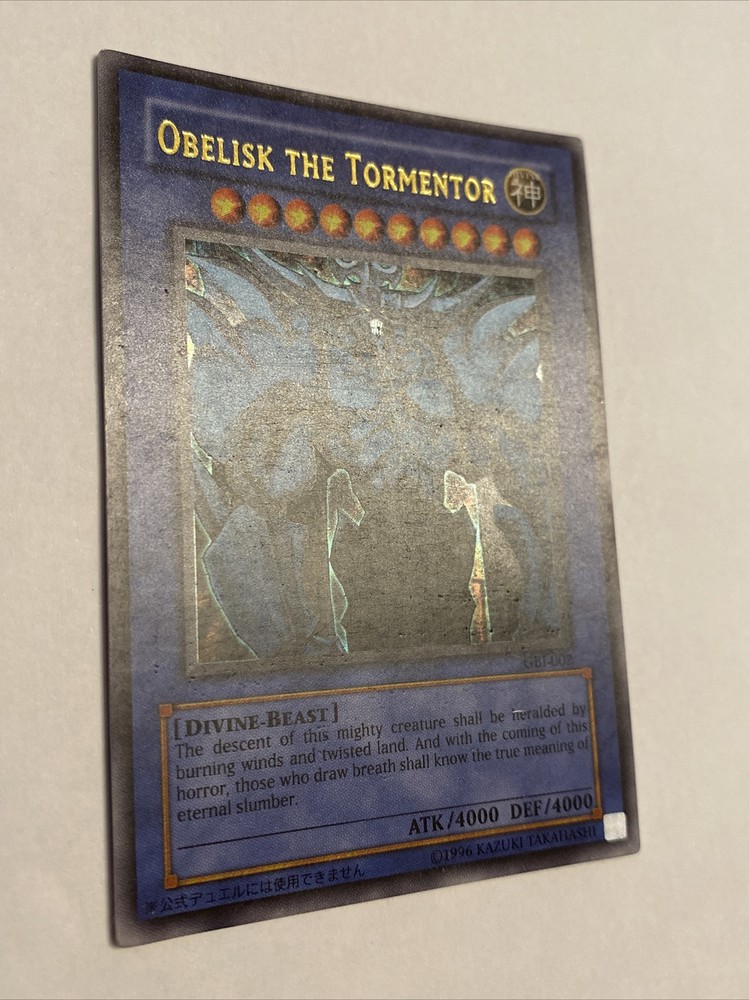 OBELISK THE TORMENTOR
神
GBI-002
[DIVINE-BEAST]
The descent of this mighty creature shall be heralded by
burning winds and twisted land. And with the coming of this
horror, those who draw breath shall know the true meaning of
eternal slumber.
ATK/4000 DEF/4000
©1996 KAZUKI TAKAHASHI
※公式デュエルには使用できません